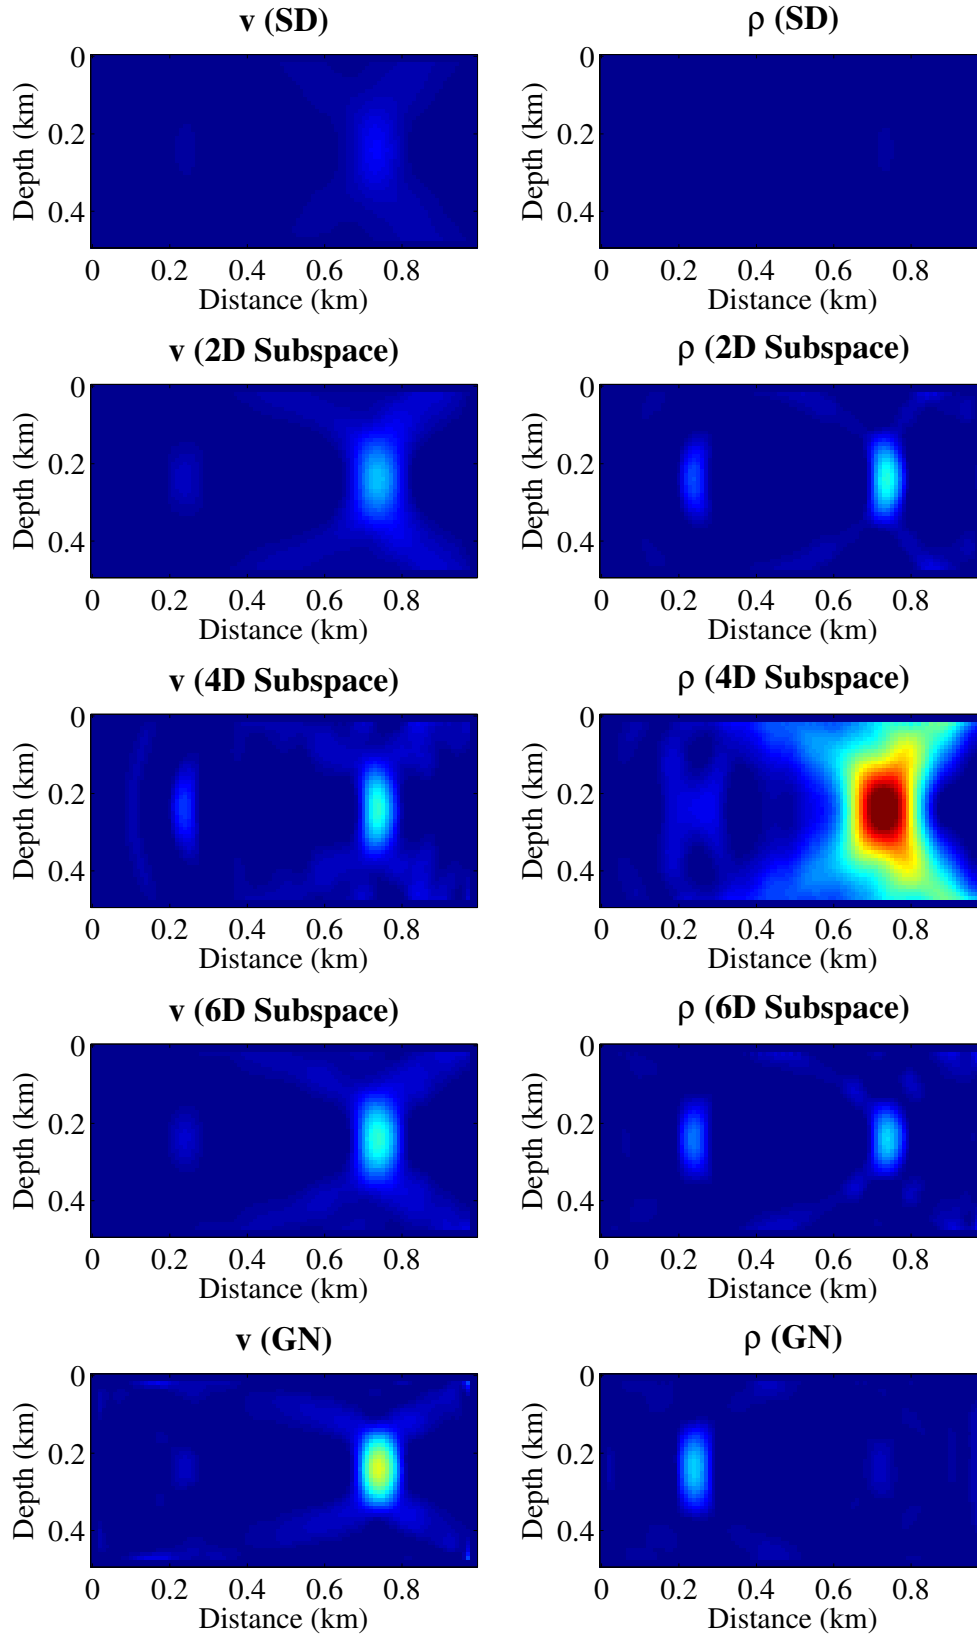 v (SD)
ρ (SD)
0
0.2
0.4
Depth (km)
0 0.2 0.4 0.6 0.8
Distance (km)
0
0.2
0.4
Depth (km)
0 0.2 0.4 0.6 0.8
Distance (km)
v (2D Subspace)
ρ (2D Subspace)
0
0.2
0.4
Depth (km)
0 0.2 0.4 0.6 0.8
Distance (km)
0
0.2
0.4
Depth (km)
0 0.2 0.4 0.6 0.8
Distance (km)
v (4D Subspace)
ρ (4D Subspace)
0
0.2
0.4
Depth (km)
0 0.2 0.4 0.6 0.8
Distance (km)
0
0.2
0.4
Depth (km)
0 0.2 0.4 0.6 0.8
Distance (km)
v (6D Subspace)
ρ (6D Subspace)
0
0.2
0.4
Depth (km)
0 0.2 0.4 0.6 0.8
Distance (km)
0
0.2
0.4
Depth (km)
0 0.2 0.4 0.6 0.8
Distance (km)
v (GN)
ρ (GN)
0
0.2
0.4
Depth (km)
0 0.2 0.4 0.6 0.8
Distance (km)
0
0.2
0.4
Depth (km)
0 0.2 0.4 0.6 0.8
Distance (km)